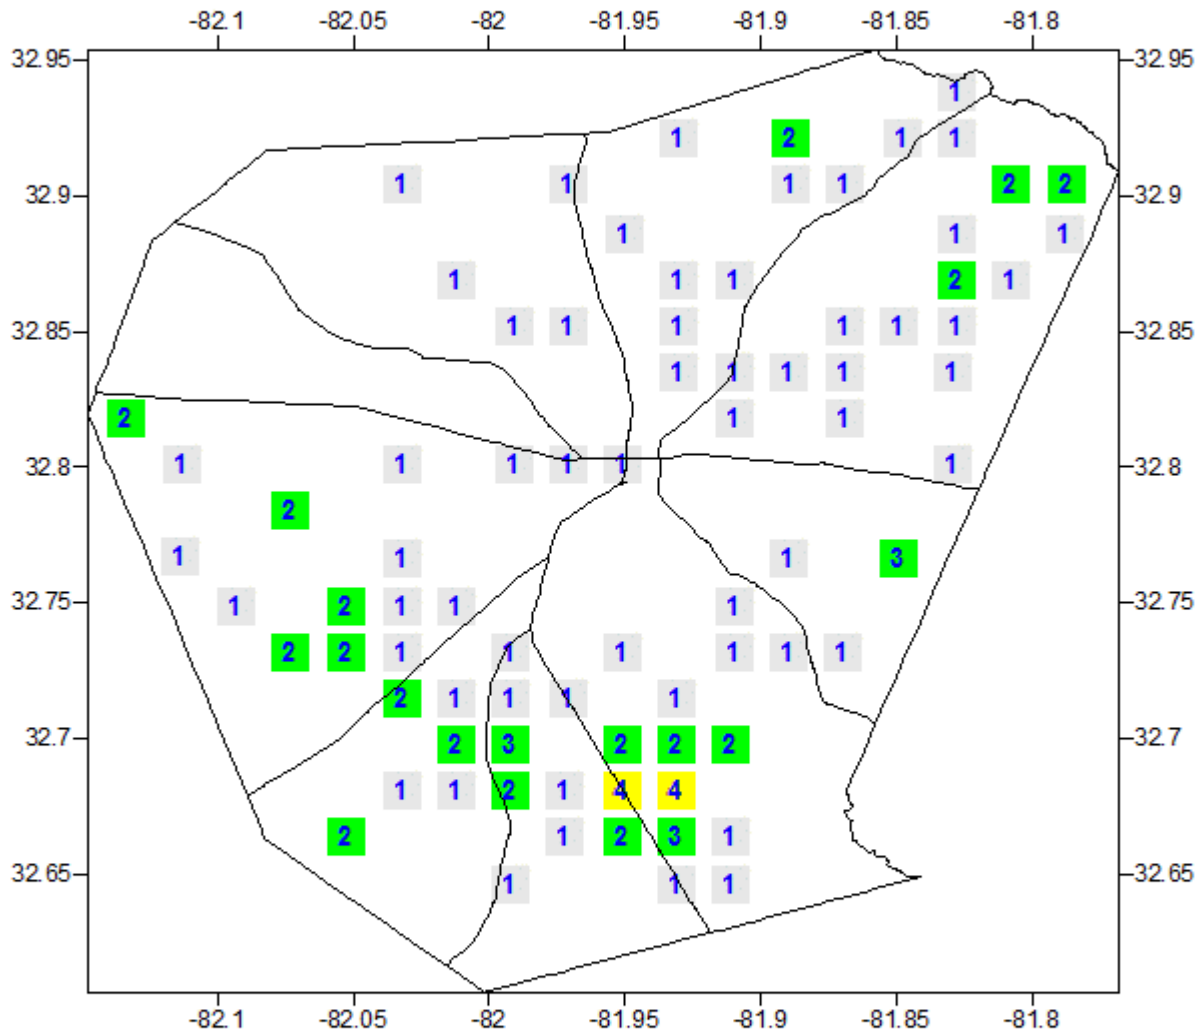 -82.1 -82.05 -82 -81.95 -81.9 -81.85 -81.8
32.95 32.95
1
1 2 1 1
32.9 1 1 1 1 2 2 32.9
1 1 1
1 1 1 2 1
32.85 1 1 1 1 1 1 32.85
1 1 1 1 1
2 1 1
32.8 1 1 1 1 1 1 32.8
2
1 1 1 3
32.75 1 2 1 1 1 32.75
2 2 1 1 1 1 1 1
2 1 1 1 1
32.7 2 3 2 2 2 32.7
1 1 2 1 4 4
2 1 2 3 1
32.65 1 1 1 32.65
-82.1 -82.05 -82 -81.95 -81.9 -81.85 -81.8